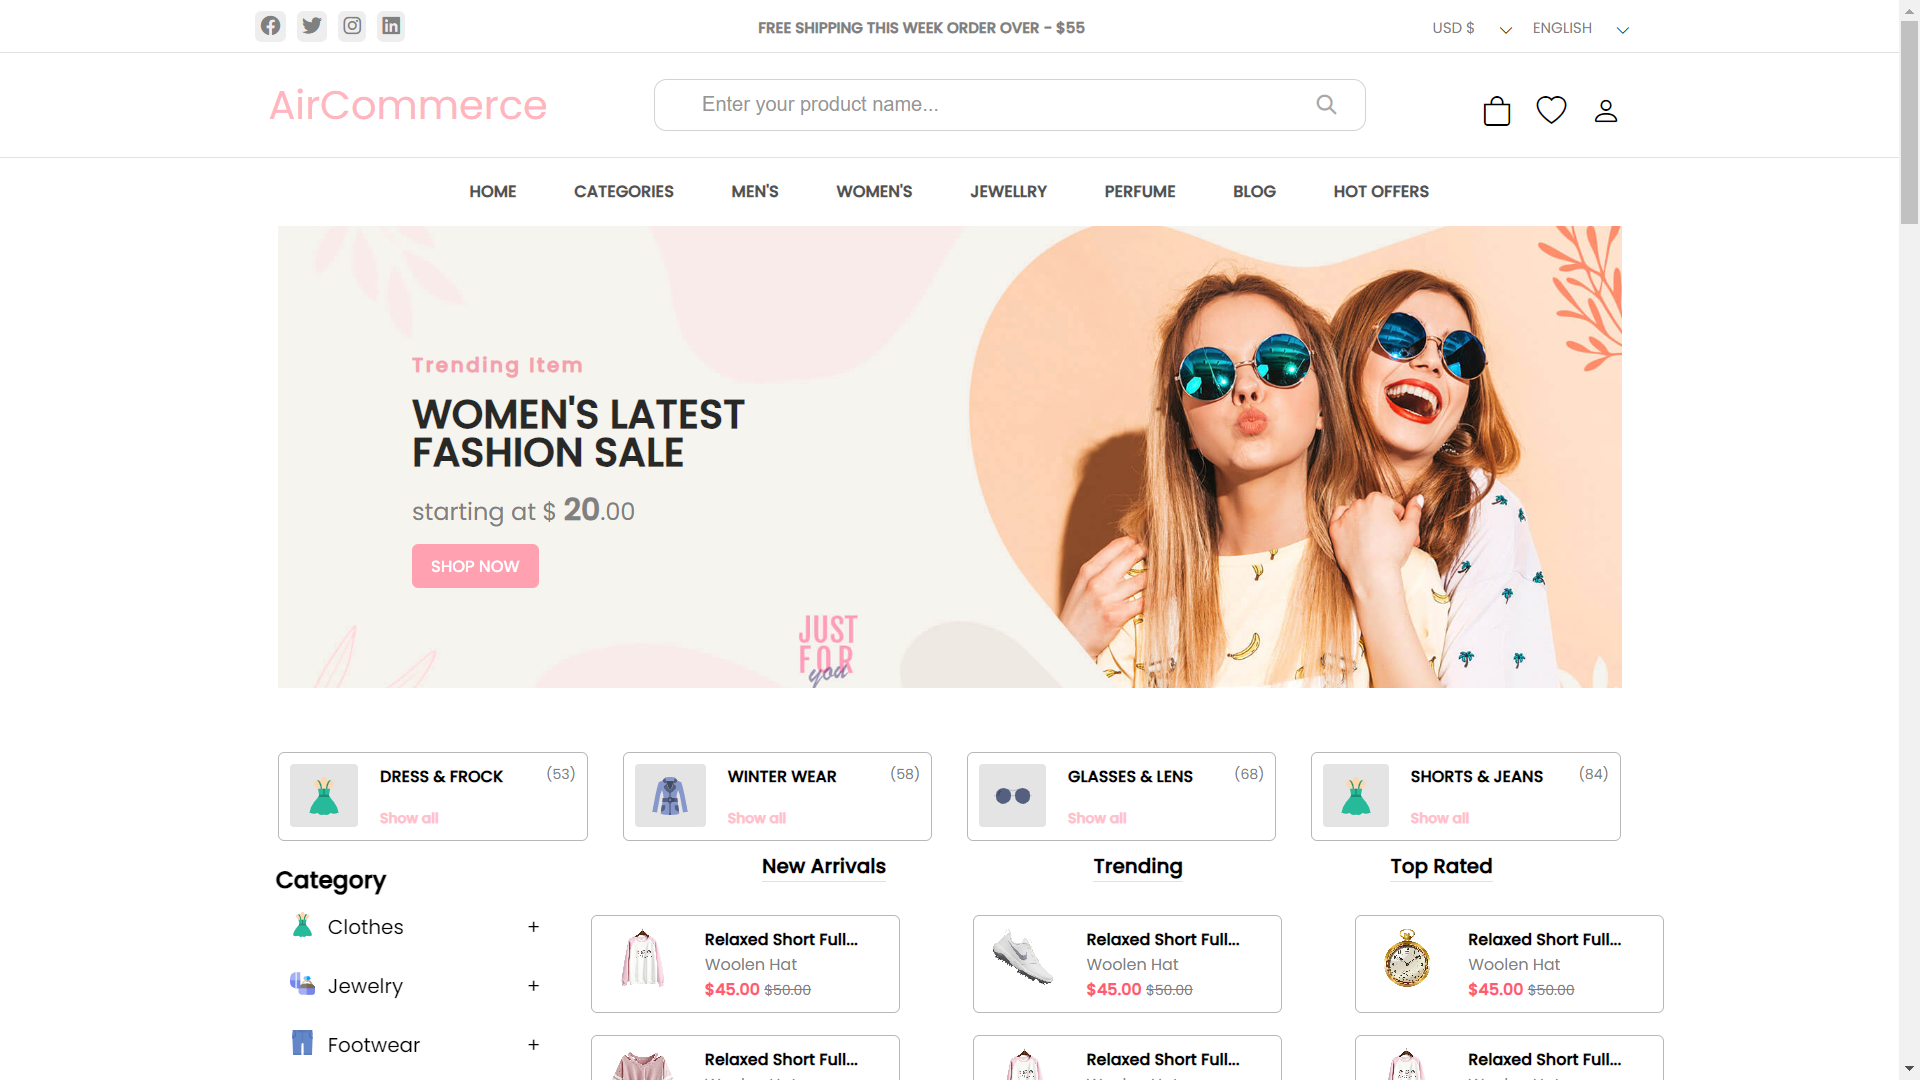 FREE SHIPPING THIS WEEK ORDER OVER - $55
USD $
ENGLISH
AirCommerce
Enter your product name...
HOME
CATEGORIES
MEN'S
WOMEN'S
JEWELLRY
PERFUME
BLOG
HOT OFFERS
Trending Item
WOMEN'S LATEST
FASHION SALE
starting at $ 20.00
SHOP NOW
JUST
FOR
you
DRESS & FROCK
(53)
Show all
WINTER WEAR
(58)
Show all
GLASSES & LENS
(68)
Show all
SHORTS & JEANS
(84)
Show all
Category
Clothes +
Jewelry +
Footwear +
New Arrivals
Relaxed Short Full...
Woolen Hat
$45.00 $50.00
Relaxed Short Full...
Trending
Relaxed Short Full...
Woolen Hat
$45.00 $50.00
Relaxed Short Full...
Top Rated
Relaxed Short Full...
Woolen Hat
$45.00 $50.00
Relaxed Short Full...